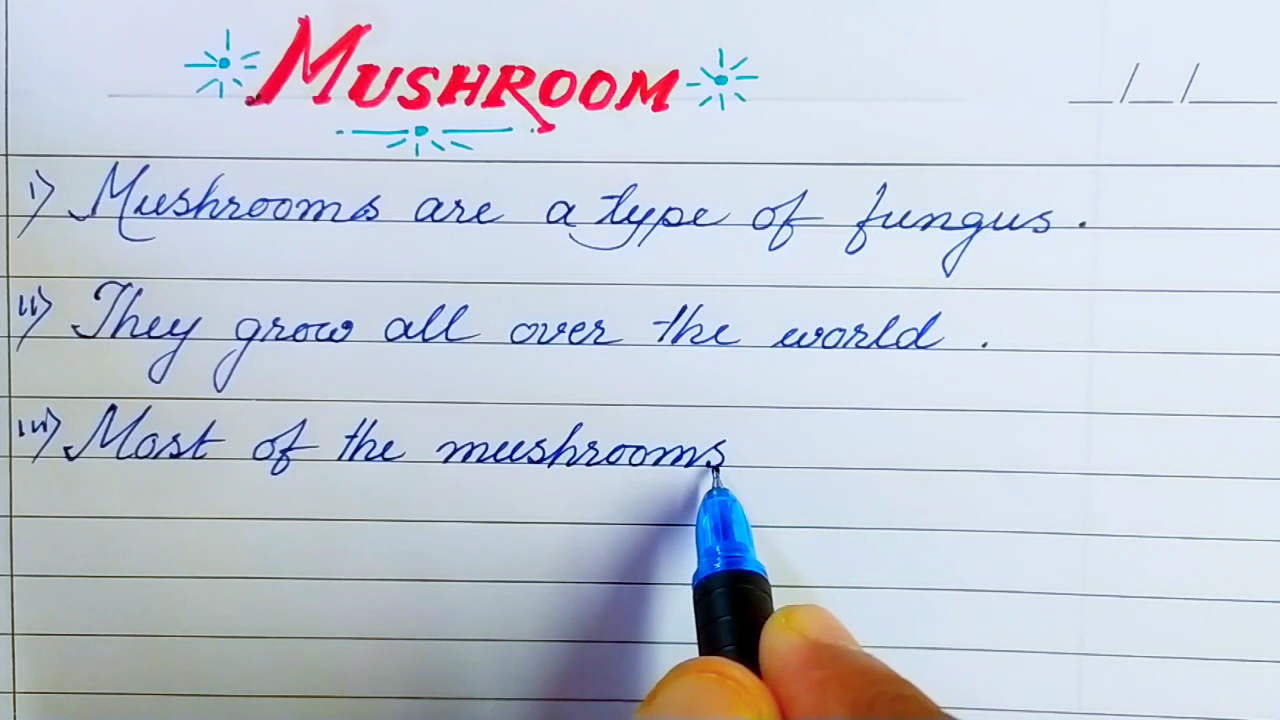 MUSHROOM
_/_/_
i) Mushrooms are a type of fungus.
ii) They grow all over the world.
iii) Most of the mushrooms